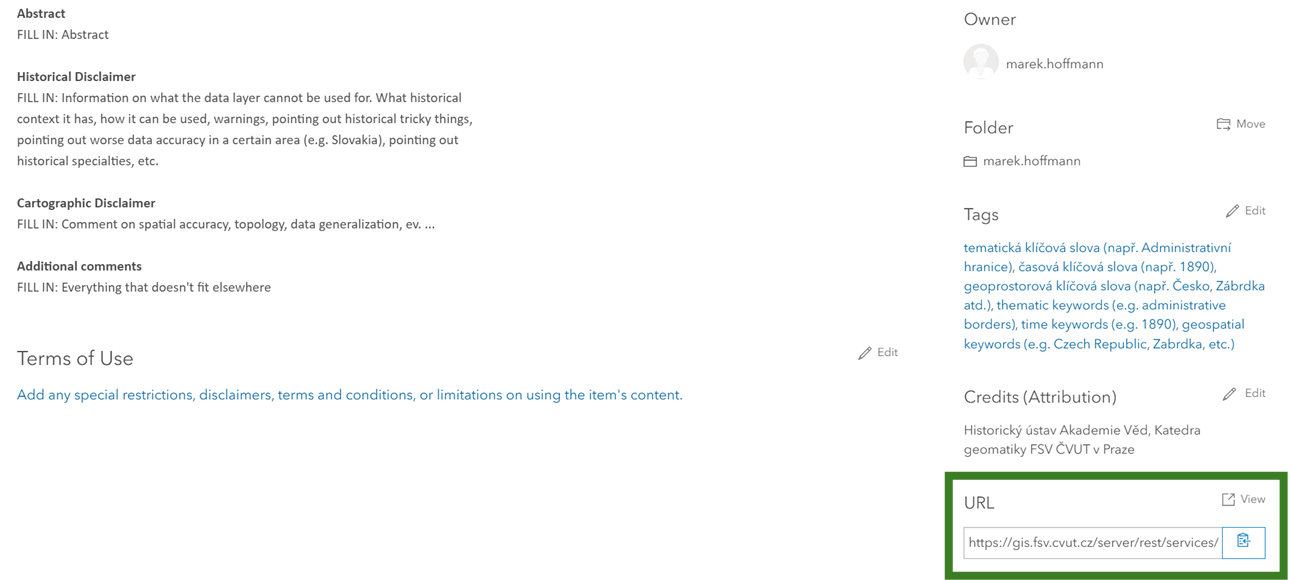 Abstract
FILL IN: Abstract
Historical Disclaimer
FILL IN: Information on what the data layer cannot be used for. What historical
context it has, how it can be used, warnings, pointing out historical tricky things,
pointing out worse data accuracy in a certain area (e.g. Slovakia), pointing out
historical specialties, etc.
Cartographic Disclaimer
FILL IN: Comment on spatial accuracy, topology, data generalization, ev. ...
Additional comments
FILL IN: Everything that doesn't fit elsewhere
Terms of Use
Edit
Add any special restrictions, disclaimers, terms and conditions, or limitations on using the item's content.
Owner
marek.hoffmann
Folder
Move
marek.hoffmann
Tags
Edit
tematická klíčová slova (např. Administrativní
hranice), časová klíčová slova (např. 1890),
geoprostorová klíčová slova (např. Česko, Zábrdka
atd.), thematic keywords (e.g. administrative
borders), time keywords (e.g. 1890), geospatial
keywords (e.g. Czech Republic, Zabrdka, etc.)
Credits (Attribution)
Edit
Historický ústav Akademie Věd, Katedra
geomatiky FSV ČVUT v Praze
URL
View
https://gis.fsv.cvut.cz/server/rest/services/